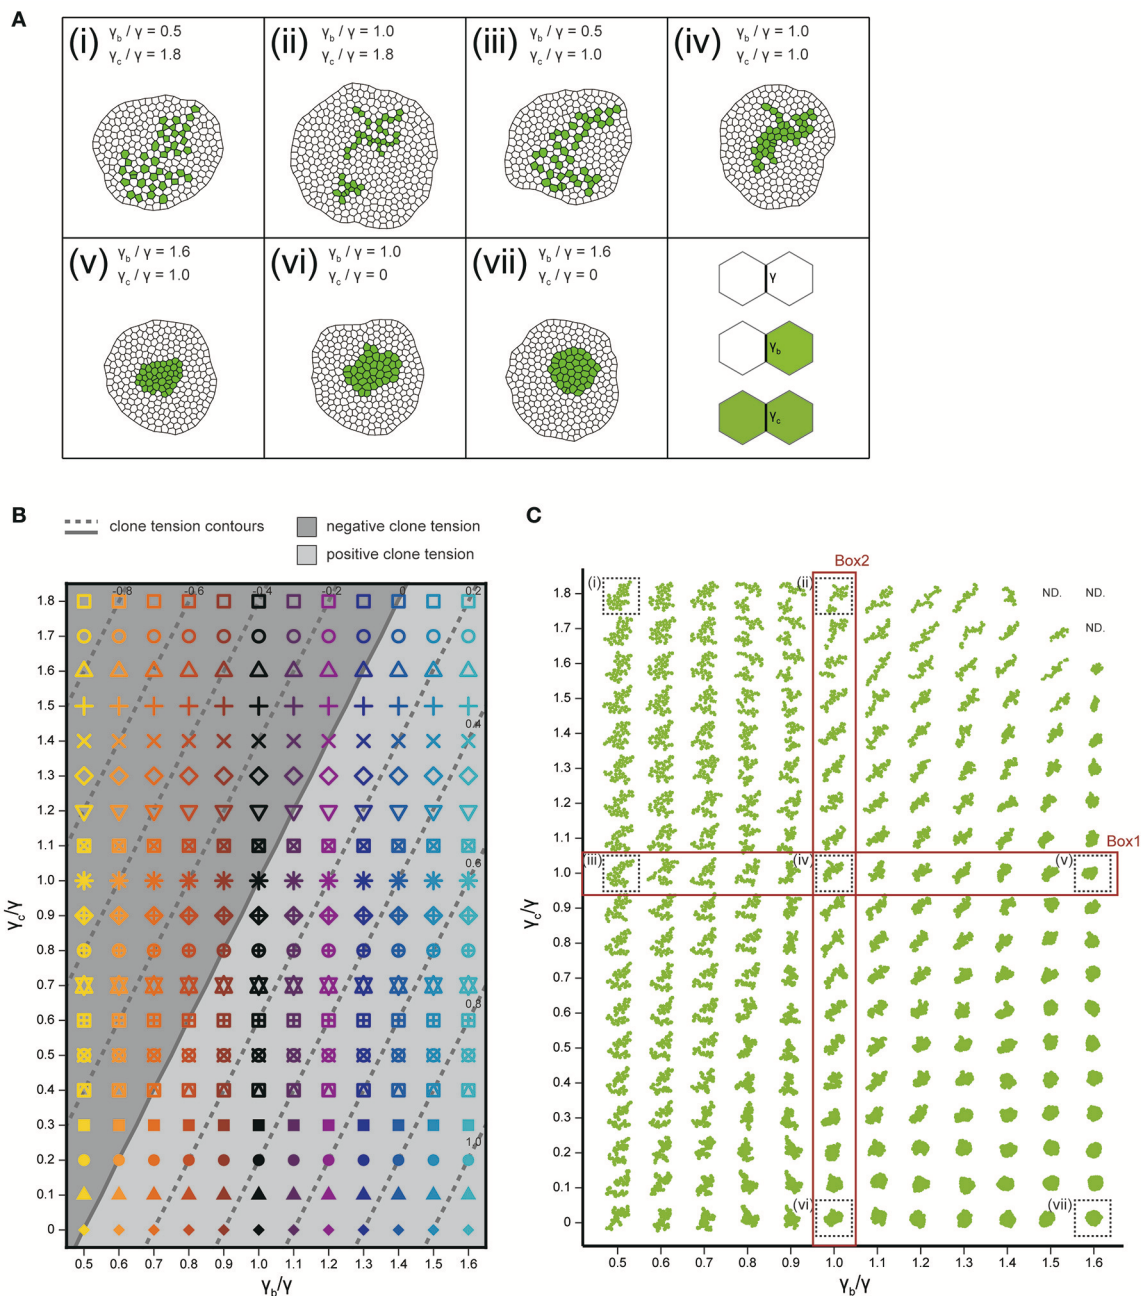 A
(i) γb / γ = 0.5
γc / γ = 1.8
(ii) γb / γ = 1.0
γc / γ = 1.8
(iii) γb / γ = 0.5
γc / γ = 1.0
(iv) γb / γ = 1.0
γc / γ = 1.0
(v) γb / γ = 1.6
γc / γ = 1.0
(vi) γb / γ = 1.0
γc / γ = 0
(vii) γb / γ = 1.6
γc / γ = 0
γ
γb
γc
B
clone tension contours
negative clone tension
positive clone tension
-0.8 -0.6 -0.4 -0.2 0 0.2
0.4
0.6
0.8
1.0
1.8
1.7
1.6
1.5
1.4
1.3
1.2
1.1
1.0
0.9
0.8
0.7
0.6
0.5
0.4
0.3
0.2
0.1
0
γc/γ
0.5 0.6 0.7 0.8 0.9 1.0 1.1 1.2 1.3 1.4 1.5 1.6
γb/γ
C
Box2
(i) (ii) ND. ND.
ND.
Box1
(iii) (iv) (v)
(vi) (vii)
1.8
1.7
1.6
1.5
1.4
1.3
1.2
1.1
1.0
0.9
0.8
0.7
0.6
0.5
0.4
0.3
0.2
0.1
0
γc/γ
0.5 0.6 0.7 0.8 0.9 1.0 1.1 1.2 1.3 1.4 1.5 1.6
γb/γ